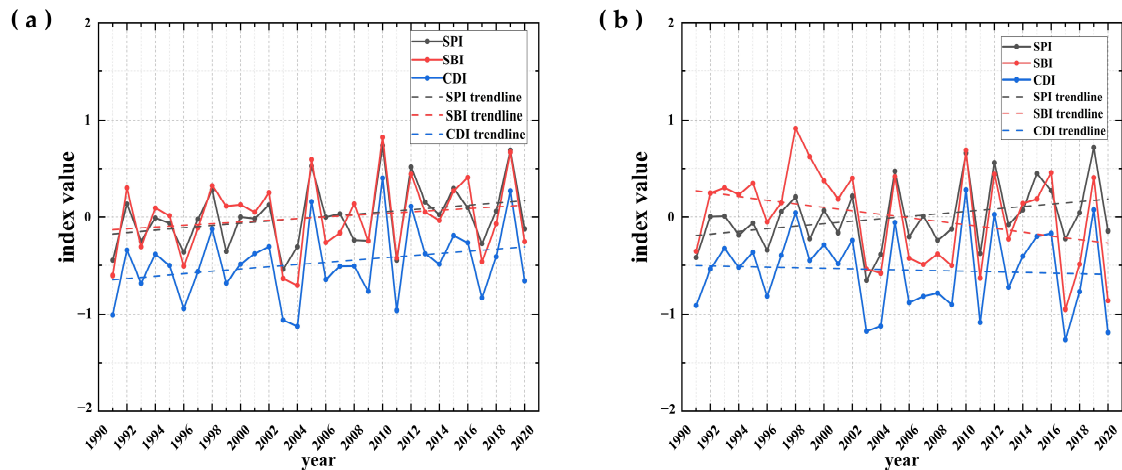 ( a )
2
1
0
−1
−2
index value
SPI
SBI
CDI
SPI trendline
SBI trendline
CDI trendline
1990
1992
1994
1996
1998
2000
2002
2004
2006
2008
2010
2012
2014
2016
2018
2020
year
( b )
2
1
0
−1
−2
index value
SPI
SBI
CDI
SPI trendline
SBI trendline
CDI trendline
1990
1992
1994
1996
1998
2000
2002
2004
2006
2008
2010
2012
2014
2016
2018
2020
year